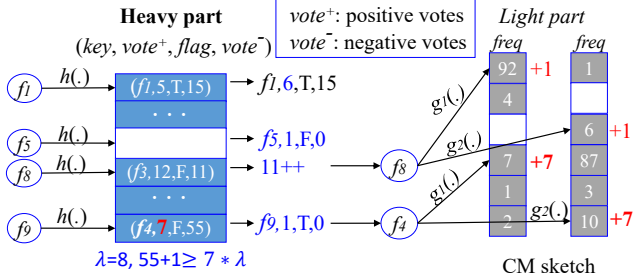 Heavy part
(key, vote⁺, flag, vote⁻)
vote⁺: positive votes
vote⁻: negative votes
Light part
freq freq
f1 h(.) (f1,5,T,15) f1,6,T,15
· · ·
f5 h(.) f5,1,F,0
f8 h(.) (f3,12,F,11) 11++ f8
· · ·
f9 h(.) (f4,7,F,55) f9,1,T,0 f4
λ=8, 55+1≥ 7 * λ
g1(.) g2(.)
g1(.) g2(.)
92 +1 1
4
6 +1
7 +7 87
1 3
2 10 +7
CM sketch